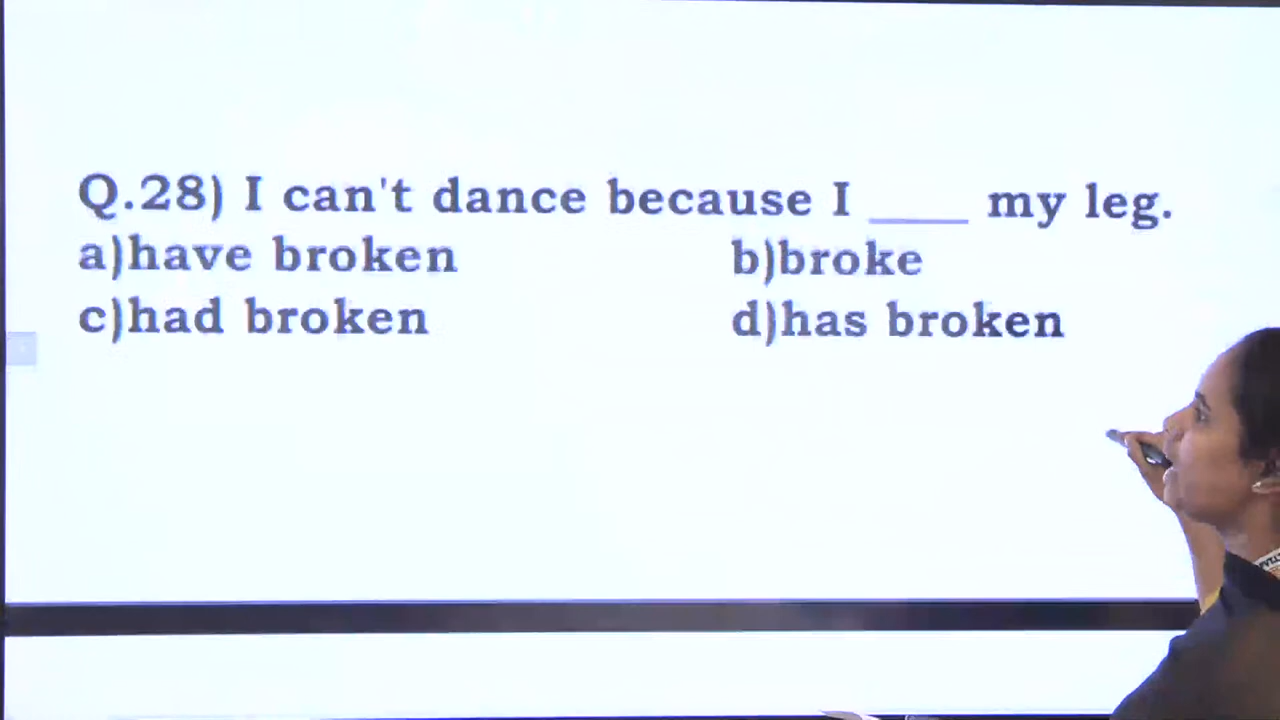 Q.28) I can't dance because I ____ my leg.
a)have broken b)broke
c)had broken d)has broken